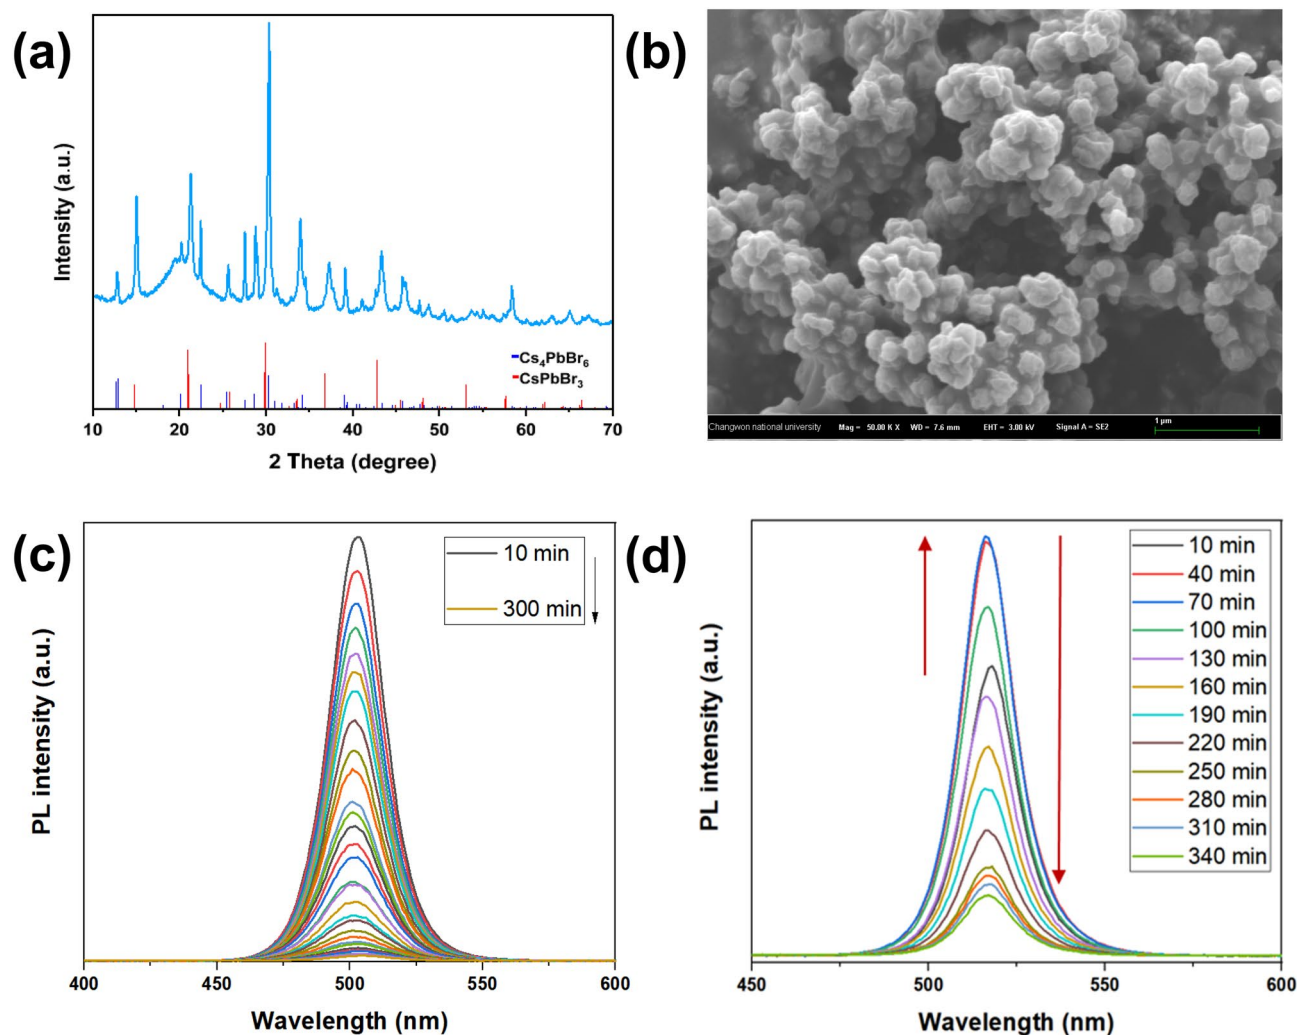 (a)
Intensity (a.u.)
Cs₄PbBr₆
CsPbBr₃
10 20 30 40 50 60 70
2 Theta (degree)
(b)
Changwon national university Mag = 50.00 K X WD = 7.6 mm EHT = 3.00 kV Signal A = SE2 1 µm
(c)
PL intensity (a.u.)
10 min
300 min
400 450 500 550 600
Wavelength (nm)
(d)
PL intensity (a.u.)
10 min
40 min
70 min
100 min
130 min
160 min
190 min
220 min
250 min
280 min
310 min
340 min
450 500 550 600
Wavelength (nm)